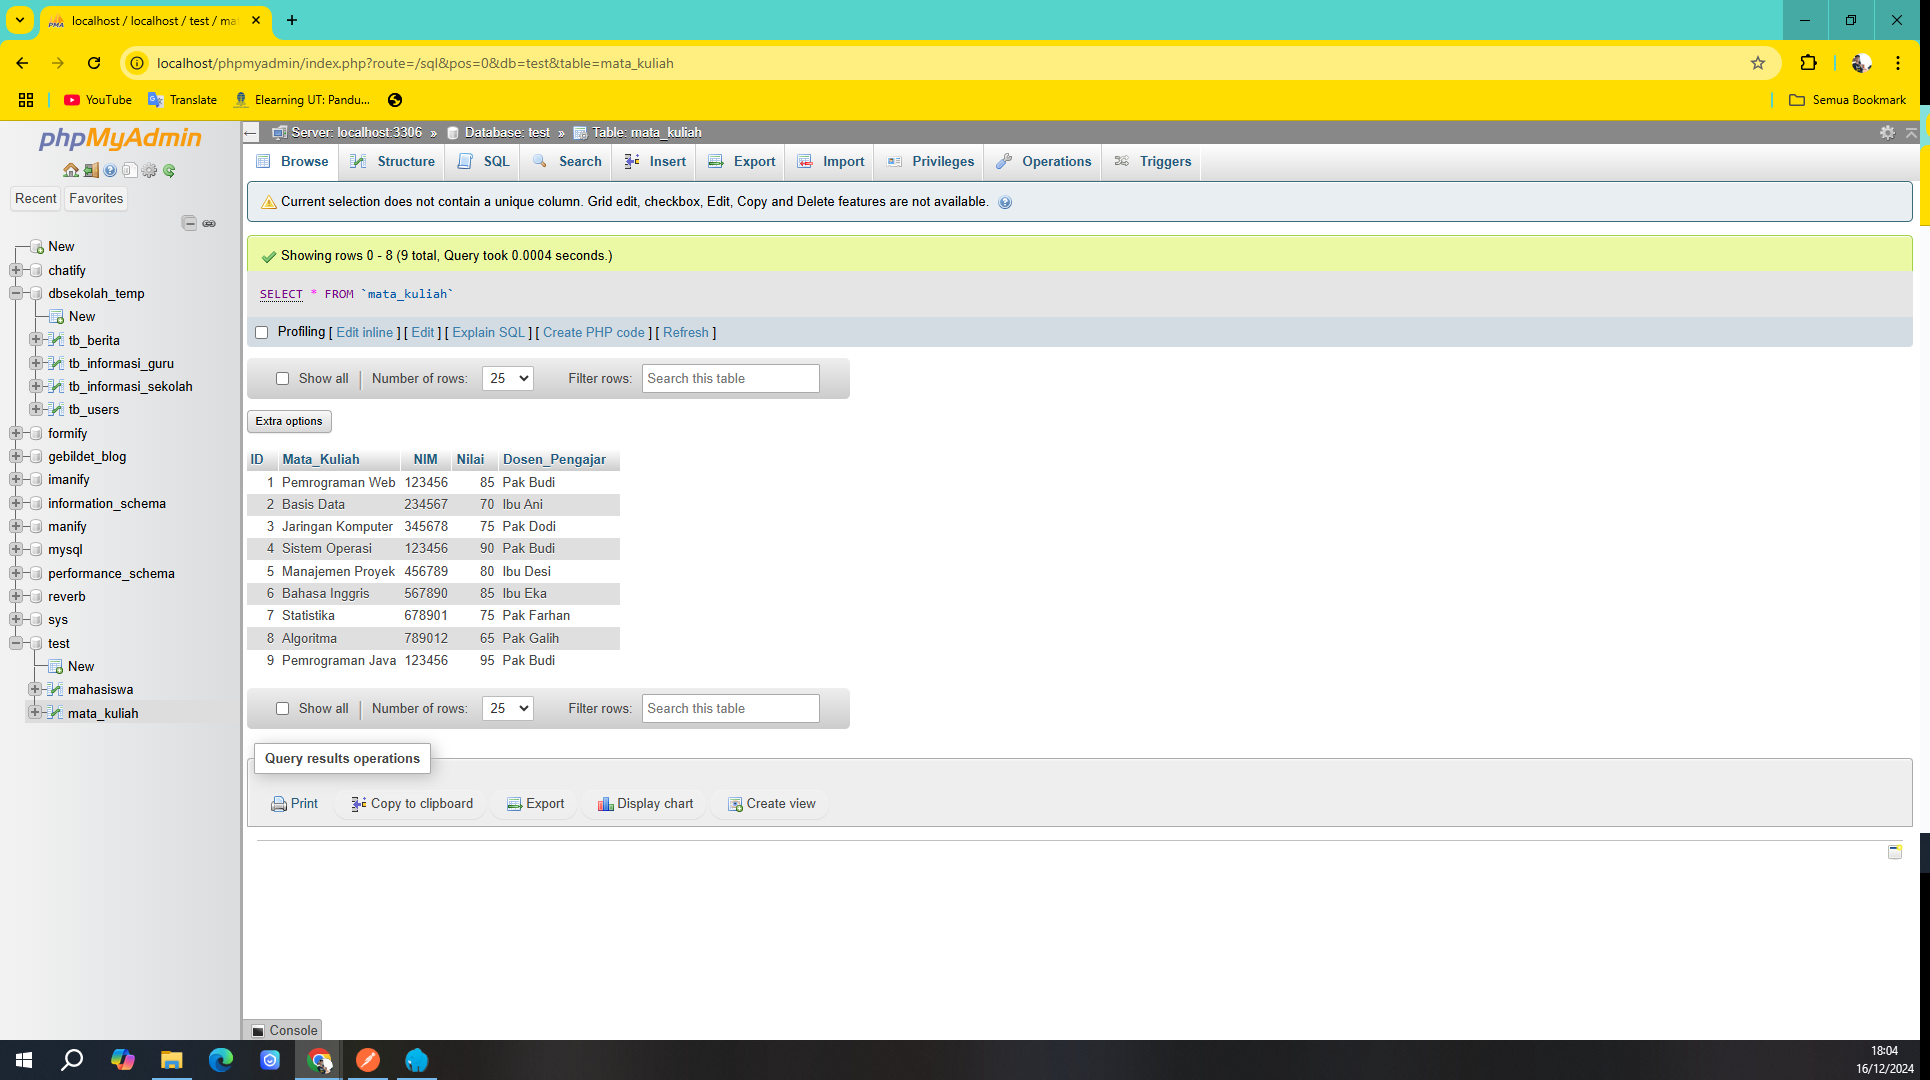 localhost / localhost / test / ma
localhost/phpmyadmin/index.php?route=/sql&pos=0&db=test&table=mata_kuliah
YouTube
Translate
Elearning UT: Pandu...
Semua Bookmark
phpMyAdmin
Recent
Favorites
New
chatify
dbsekolah_temp
New
tb_berita
tb_informasi_guru
tb_informasi_sekolah
tb_users
formify
gebildet_blog
imanify
information_schema
manify
mysql
performance_schema
reverb
sys
test
New
mahasiswa
mata_kuliah
Server: localhost:3306 » Database: test » Table: mata_kuliah
Browse Structure SQL Search Insert Export Import Privileges Operations Triggers
Current selection does not contain a unique column. Grid edit, checkbox, Edit, Copy and Delete features are not available.
Showing rows 0 - 8 (9 total, Query took 0.0004 seconds.)
SELECT * FROM `mata_kuliah`
Profiling [ Edit inline ] [ Edit ] [ Explain SQL ] [ Create PHP code ] [ Refresh ]
Show all | Number of rows: 25 Filter rows: Search this table
Extra options
ID Mata_Kuliah NIM Nilai Dosen_Pengajar
1 Pemrograman Web 123456 85 Pak Budi
2 Basis Data 234567 70 Ibu Ani
3 Jaringan Komputer 345678 75 Pak Dodi
4 Sistem Operasi 123456 90 Pak Budi
5 Manajemen Proyek 456789 80 Ibu Desi
6 Bahasa Inggris 567890 85 Ibu Eka
7 Statistika 678901 75 Pak Farhan
8 Algoritma 789012 65 Pak Galih
9 Pemrograman Java 123456 95 Pak Budi
Show all | Number of rows: 25 Filter rows: Search this table
Query results operations
Print Copy to clipboard Export Display chart Create view
Console
18:04
16/12/2024